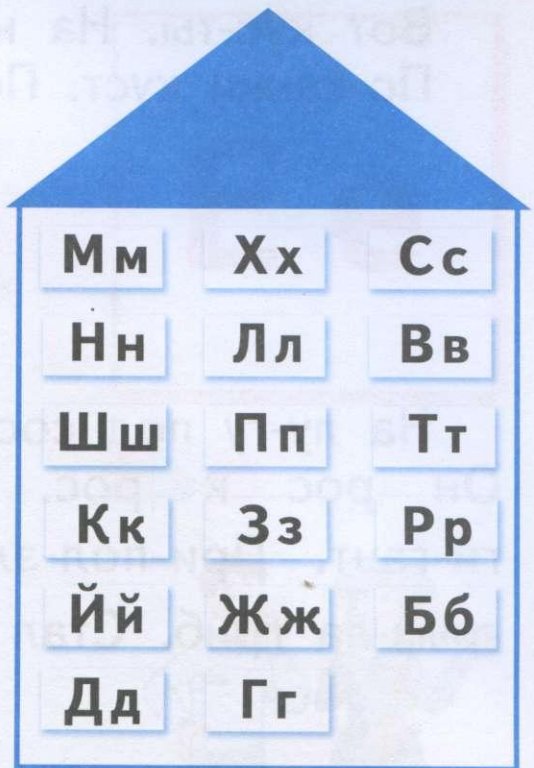 Мм Хх Сс
Нн Лл Вв
Шш Пп Тт
Кк Зз Рр
Йй Жж Бб
Дд Гг